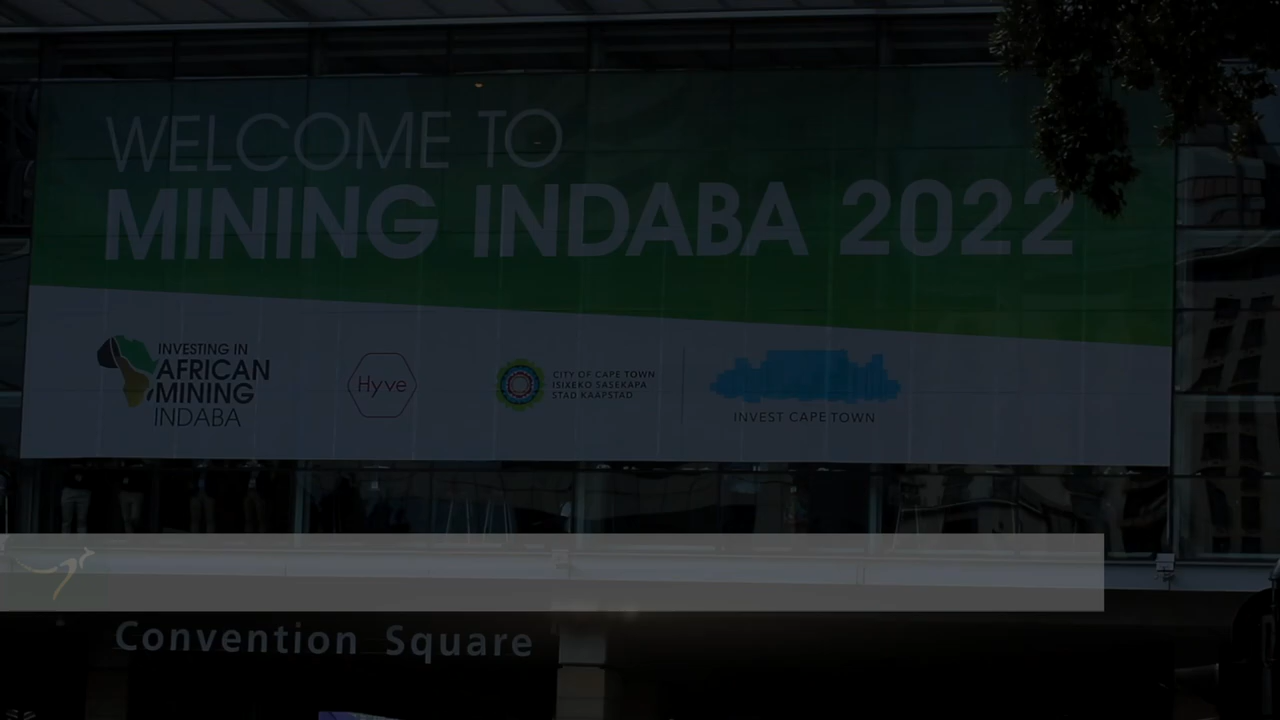 WELCOME TO
MINING INDABA 2022
INVESTING IN
AFRICAN
MINING
INDABA
Hyve
CITY OF CAPE TOWN
ISIXEKO SASEKAPA
STAD KAAPSTAD
INVEST CAPE TOWN
Convention Square